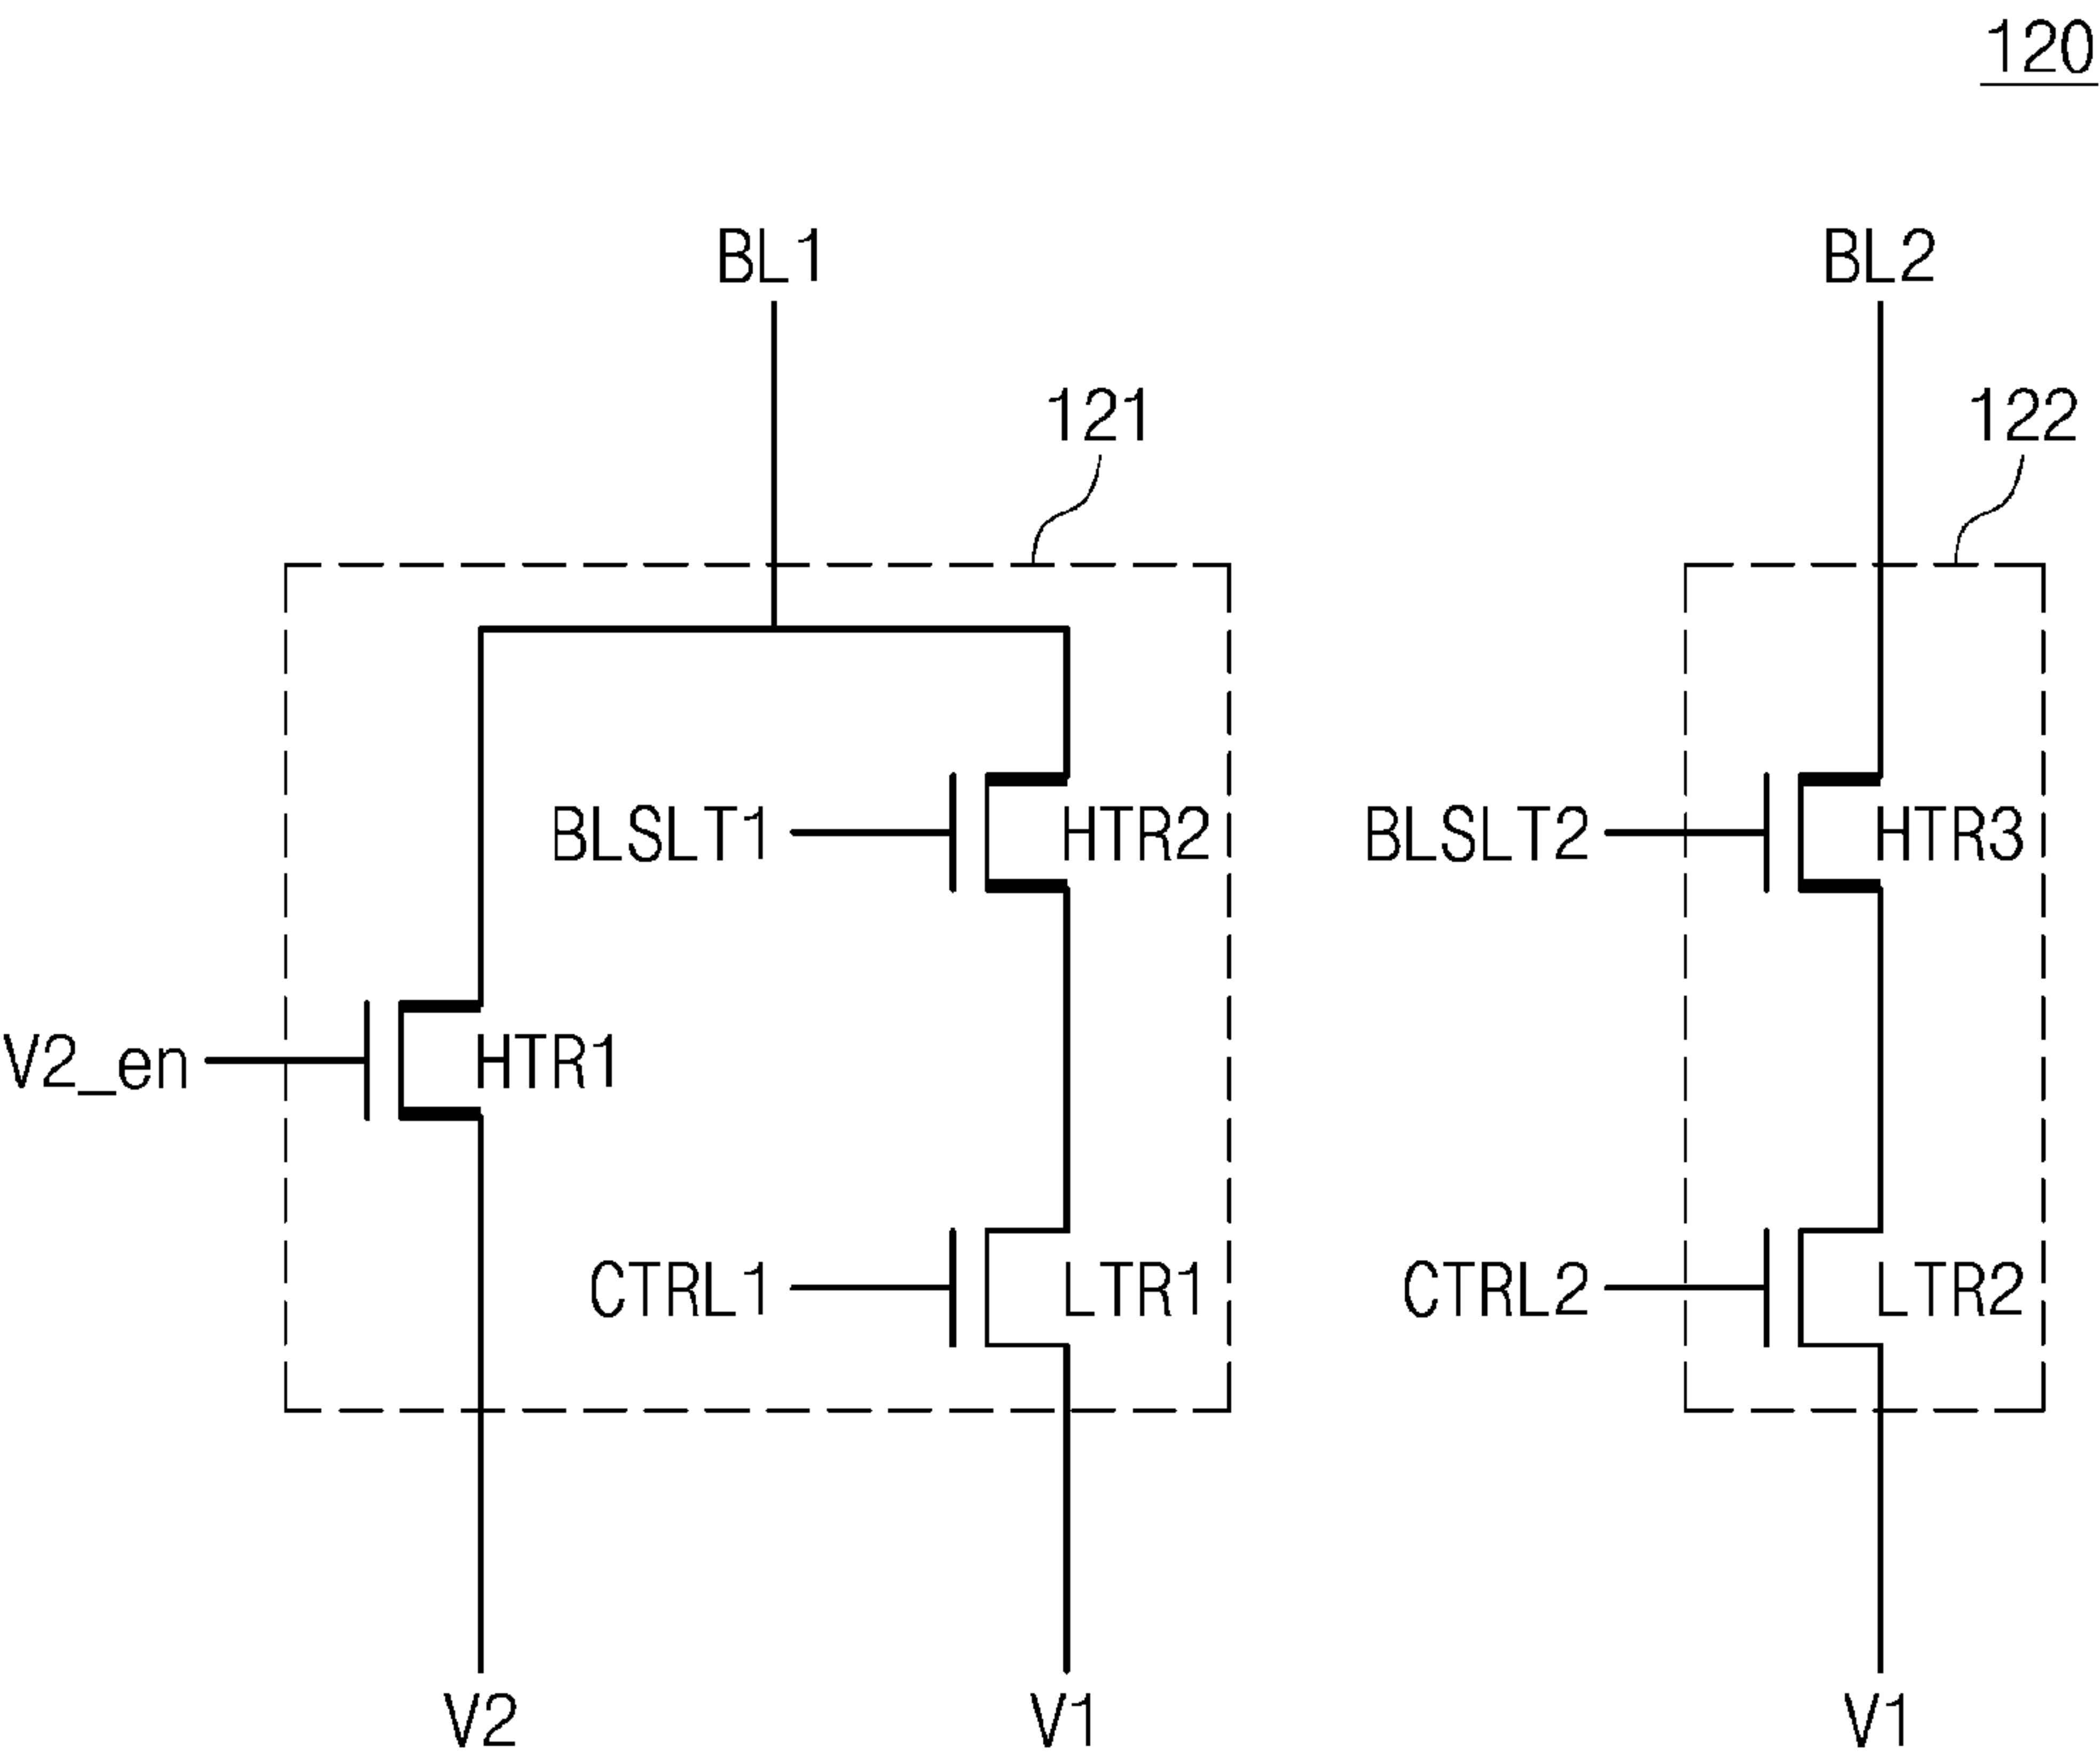 120
BL1 BL2
121 122
BLSLT1 HTR2 BLSLT2 HTR3
V2_en HTR1
CTRL1 LTR1 CTRL2 LTR2
V2 V1 V1